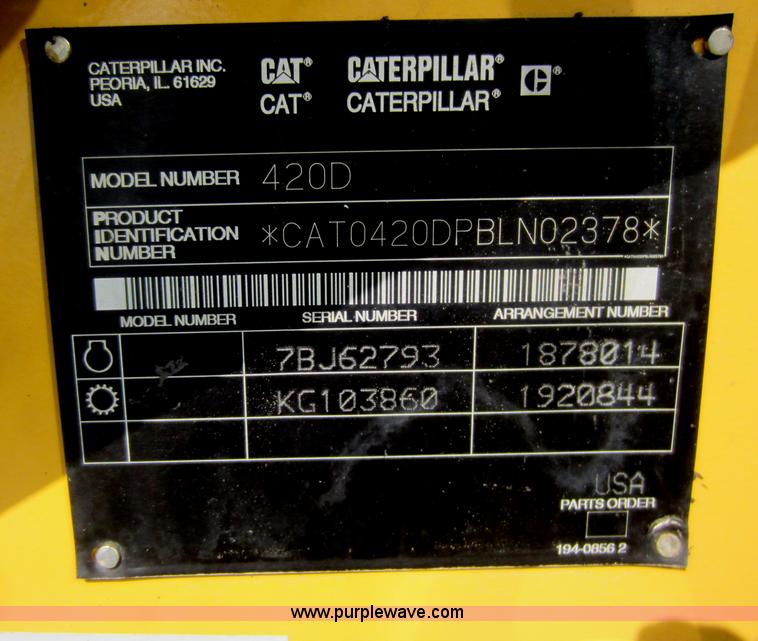 CATERPILLAR INC.
PEORIA, IL. 61629
USA
CAT® CATERPILLAR® C®
CAT® CATERPILLAR®
MODEL NUMBER 420D
PRODUCT
IDENTIFICATION
NUMBER
*CAT0420DPBLN02378*
MODEL NUMBER SERIAL NUMBER ARRANGEMENT NUMBER
7BJ62793 1878014
KG103860 1920844
USA
PARTS ORDER
194-0856 2
www.purplewave.com